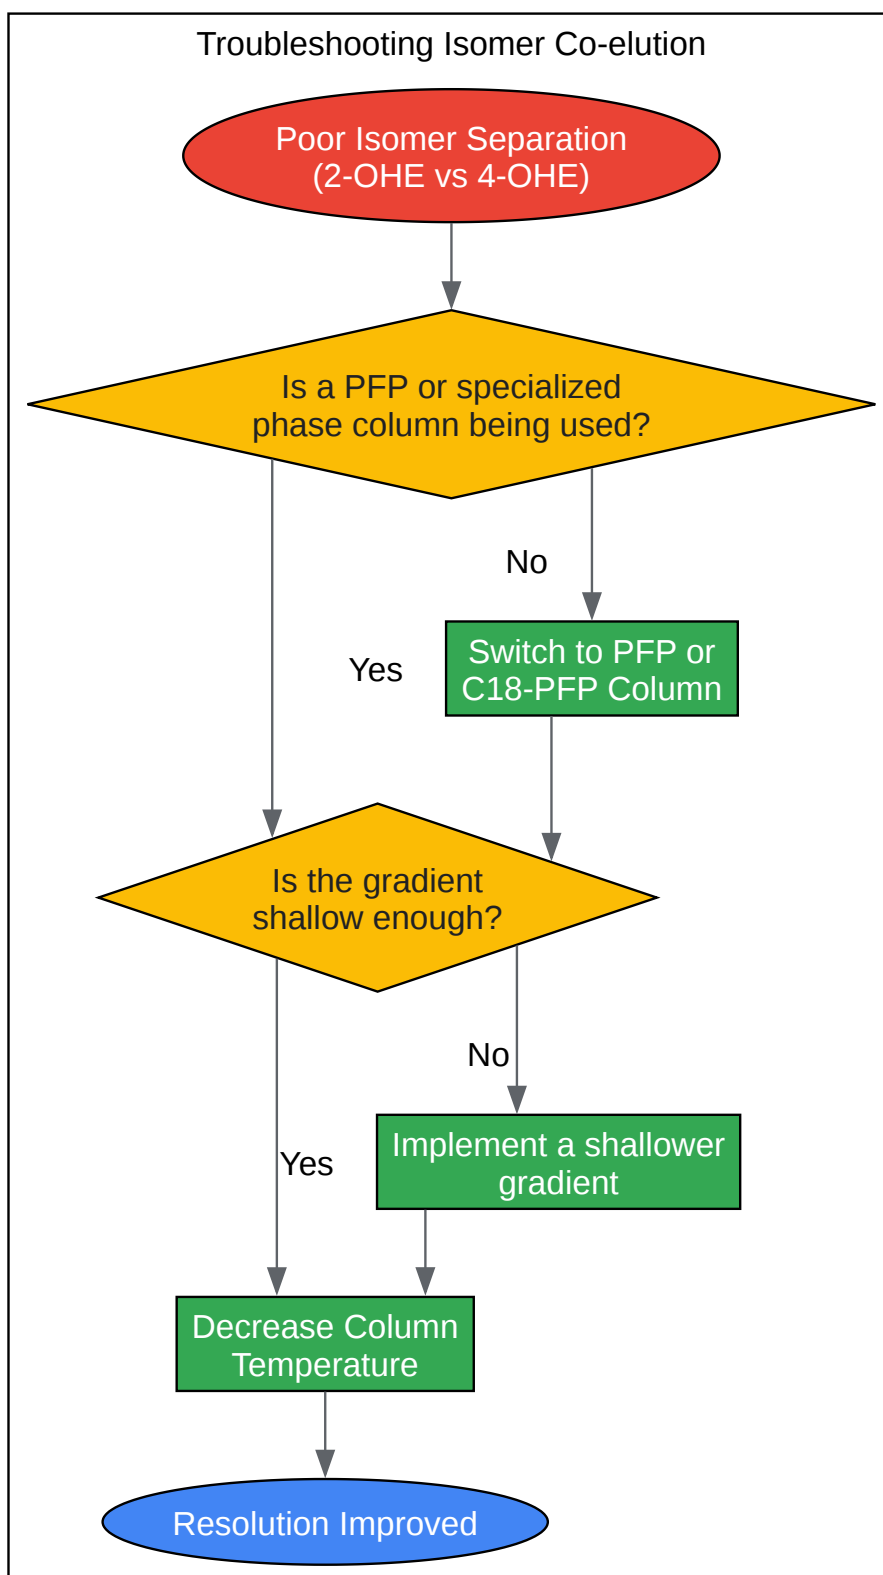 Troubleshooting Isomer Co-elution
Poor Isomer Separation
(2-OHE vs 4-OHE)
Is a PFP or specialized
phase column being used?
No
Yes
Switch to PFP or
C18-PFP Column
Is the gradient
shallow enough?
No
Yes
Implement a shallower
gradient
Decrease Column
Temperature
Resolution Improved